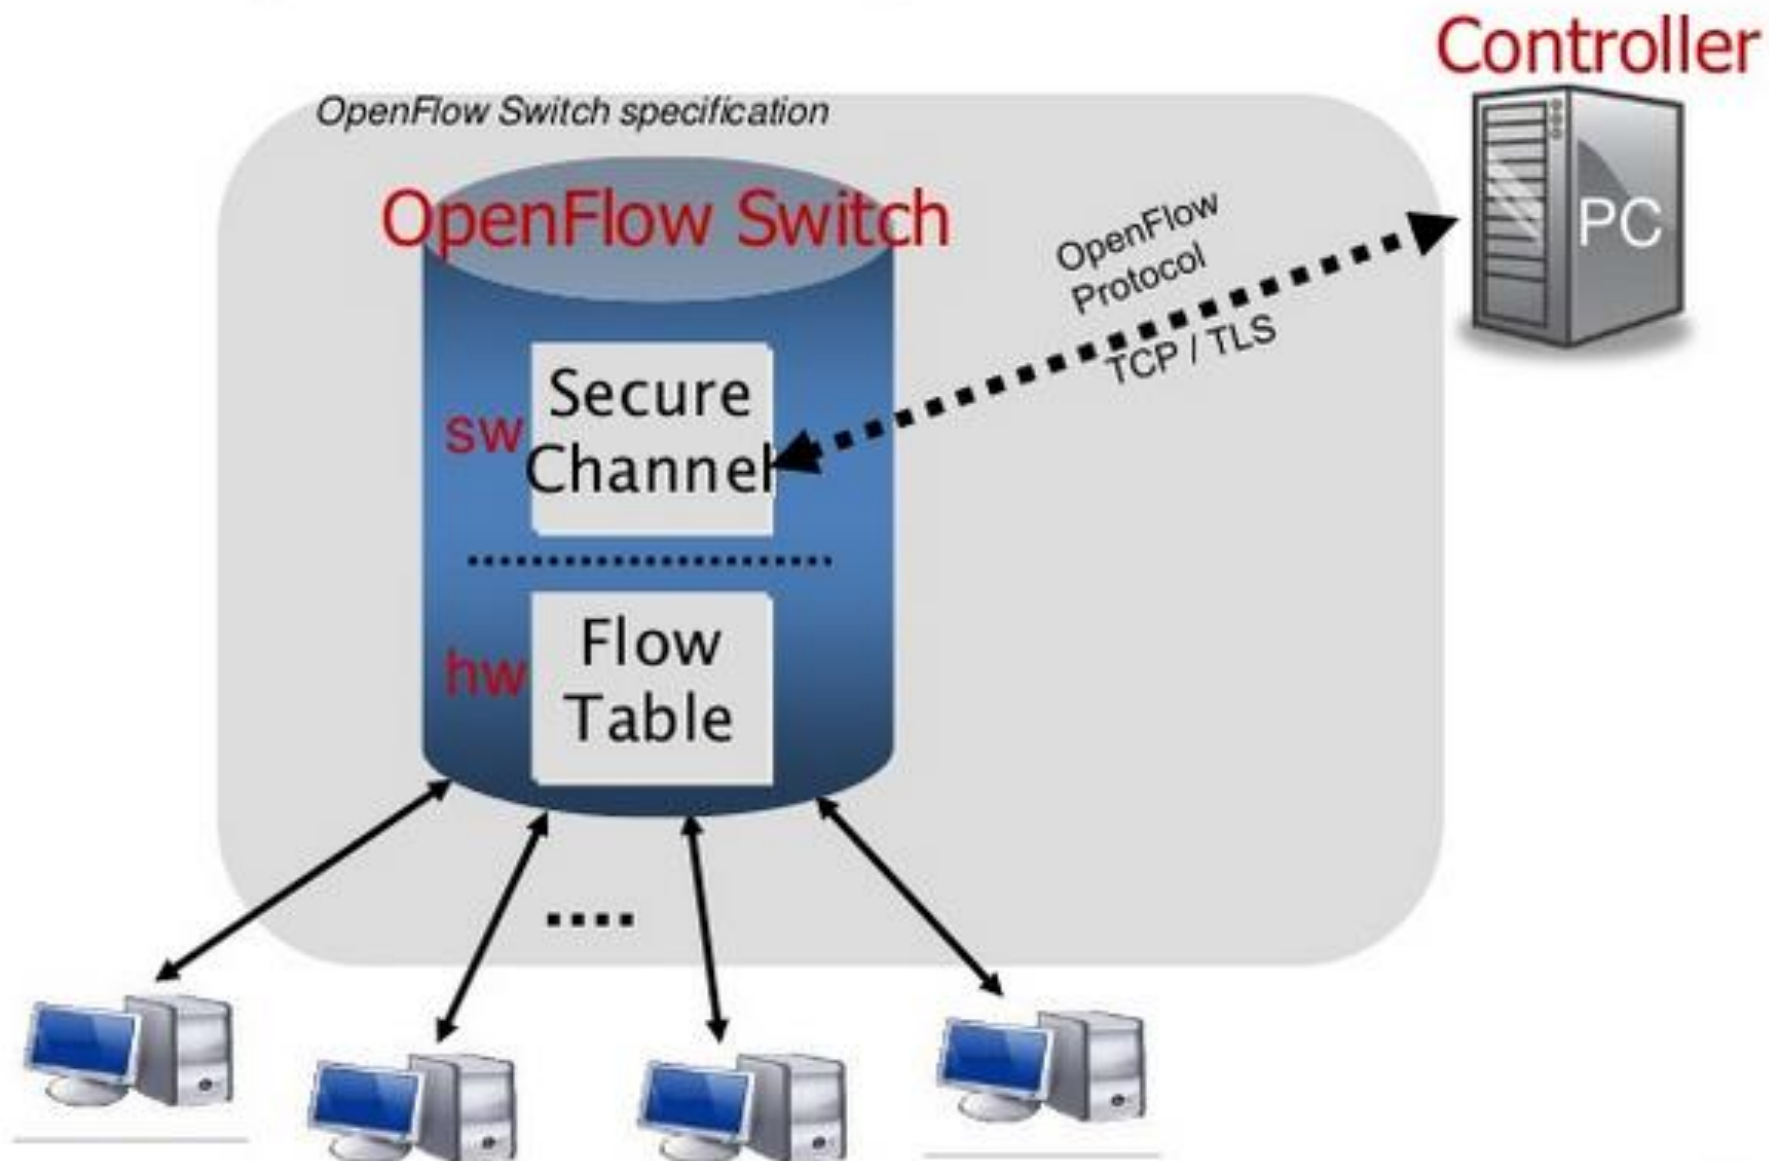 Controller
PC
OpenFlow Switch specification
OpenFlow Switch
OpenFlow
Protocol
TCP / TLS
sw
Secure
Channel
hw
Flow
Table